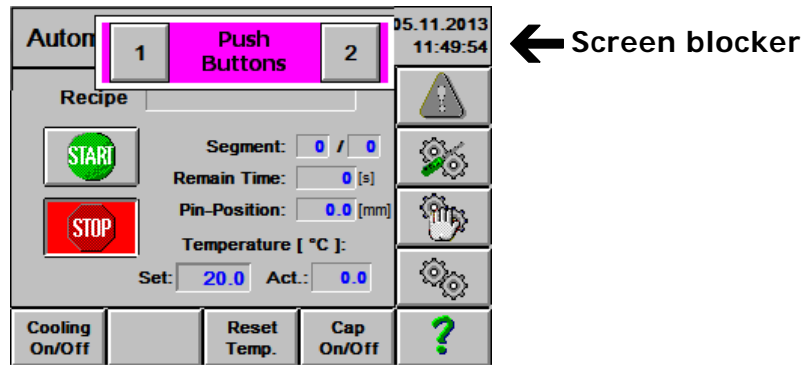 Autom
1 Push Buttons 2
05.11.2013
11:49:54
Screen blocker
Recipe
START
Segment: 0 / 0
Remain Time: 0 [s]
STOP
Pin-Position: 0.0 [mm]
Temperature [ °C ]:
Set: 20.0 Act.: 0.0
Cooling On/Off
Reset Temp.
Cap On/Off
?